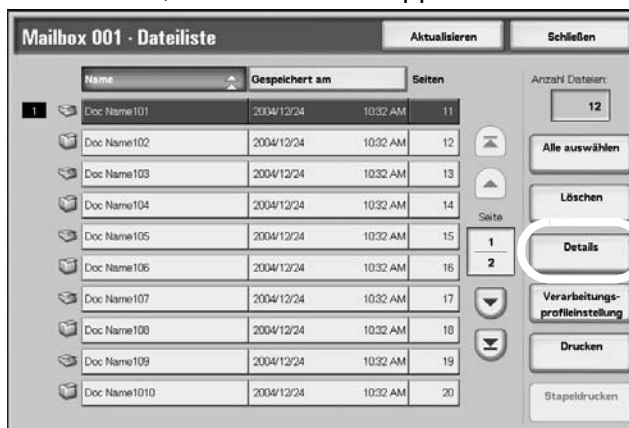 Mailbox 001 - Dateiliste
Aktualisieren
Schließen
Name
Gespeichert am
Seiten
Anzahl Dateien:
12
1
Doc Name101 2004/12/24 10:32 AM 11
Doc Name102 2004/12/24 10:32 AM 12
Doc Name103 2004/12/24 10:32 AM 13
Doc Name104 2004/12/24 10:32 AM 14
Doc Name105 2004/12/24 10:32 AM 15
Doc Name106 2004/12/24 10:32 AM 16
Doc Name107 2004/12/24 10:32 AM 17
Doc Name108 2004/12/24 10:32 AM 18
Doc Name109 2004/12/24 10:32 AM 19
Doc Name1010 2004/12/24 10:32 AM 20
Seite
1
2
Alle auswählen
Löschen
Details
Verarbeitungs-
profileinstellung
Drucken
Stapeldrucken